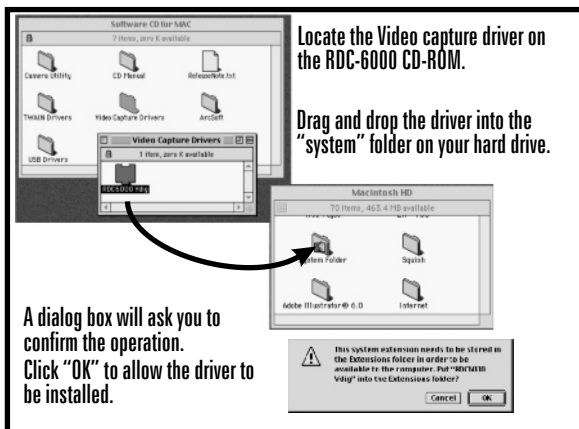 Software CD for MAC
7 items, zero K available
Camera Utility
CD Manual
ReleaseNote.txt
TWAIN Drivers
Video Capture Drivers
ArcSoft
USB Drivers
Video Capture Drivers
1 item, zero K available
RDC6000 Vdig
Locate the Video capture driver on
the RDC-6000 CD-ROM.
Drag and drop the driver into the
“system” folder on your hard drive.
Macintosh HD
70 items, 463.4 MB available
System Folder
Squish
Adobe Illustrator® 6.0
Internet
A dialog box will ask you to
confirm the operation.
Click “OK” to allow the driver to
be installed.
This system extension needs to be stored in
the Extensions folder in order to be
available to the computer. Put “RDC6000
Vdig” into the Extensions folder?
Cancel
OK